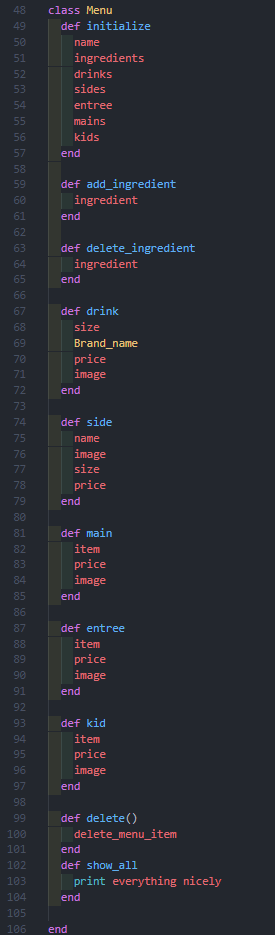 48 class Menu
49 def initialize
50 name
51 ingredients
52 drinks
53 sides
54 entree
55 mains
56 kids
57 end
58
59 def add_ingredient
60 ingredient
61 end
62
63 def delete_ingredient
64 ingredient
65 end
66
67 def drink
68 size
69 Brand_name
70 price
71 image
72 end
73
74 def side
75 name
76 image
77 size
78 price
79 end
80
81 def main
82 item
83 price
84 image
85 end
86
87 def entree
88 item
89 price
90 image
91 end
92
93 def kid
94 item
95 price
96 image
97 end
98
99 def delete()
100 delete_menu_item
101 end
102 def show_all
103 print everything nicely
104 end
105
106 end